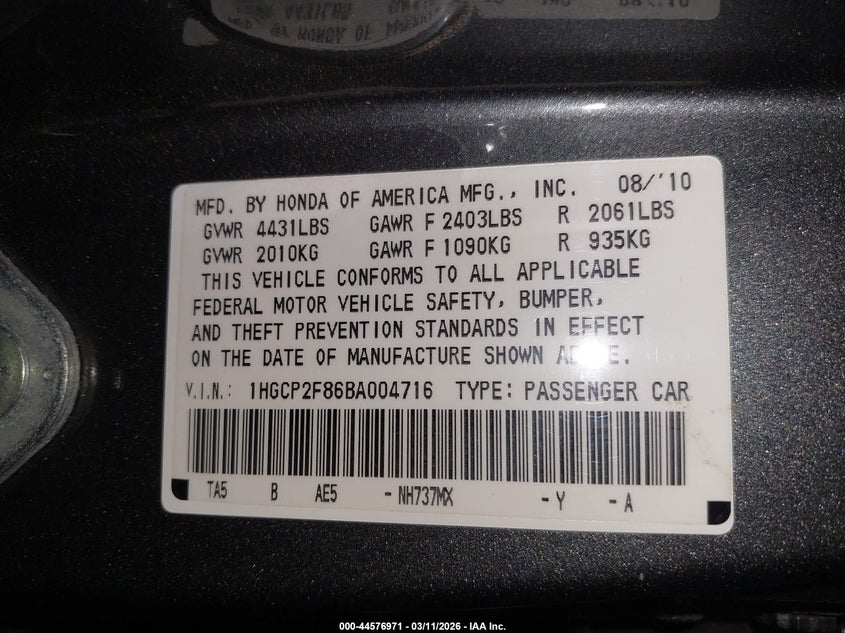 MFD. BY HONDA OF AMERICA MFG., INC. 08/'10
GVWR 4431LBS GAWR F 2403LBS R 2061LBS
GVWR 2010KG GAWR F 1090KG R 935KG
THIS VEHICLE CONFORMS TO ALL APPLICABLE
FEDERAL MOTOR VEHICLE SAFETY, BUMPER,
AND THEFT PREVENTION STANDARDS IN EFFECT
ON THE DATE OF MANUFACTURE SHOWN
V.I.N.: 1HGCP2F86BA004716 TYPE: PASSENGER CAR
TA5 B AE5 -NH737MX -Y -A
000-44576971 - 03/11/2026 - IAA Inc.